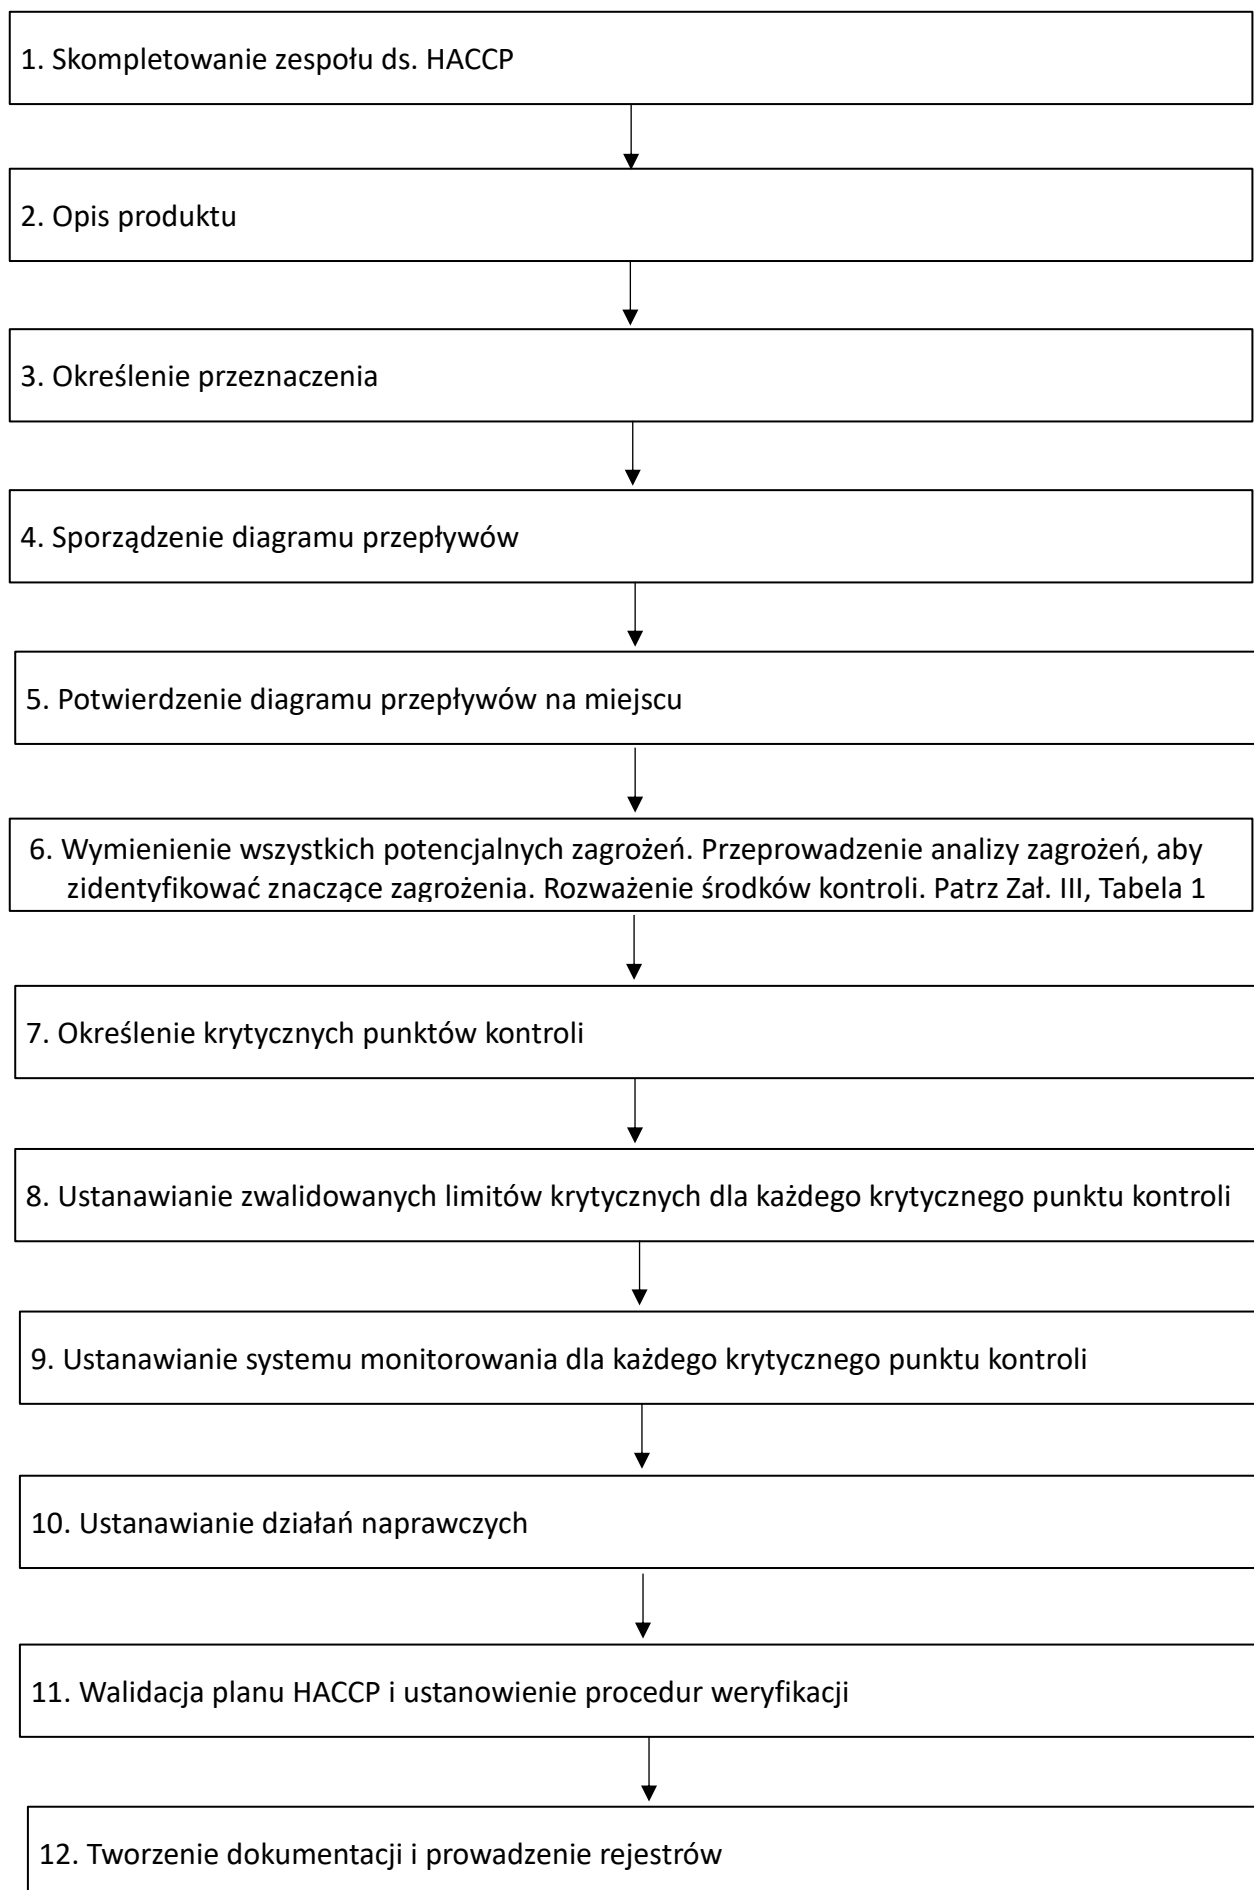 1. Skompletowanie zespołu ds. HACCP
2. Opis produktu
3. Określenie przeznaczenia
4. Sporządzenie diagramu przepływów
5. Potwierdzenie diagramu przepływów na miejscu
6. Wymienienie wszystkich potencjalnych zagrożeń. Przeprowadzenie analizy zagrożeń, aby
zidentyfikować znaczące zagrożenia. Rozważenie środków kontroli. Patrz Zał. III, Tabela 1
7. Określenie krytycznych punktów kontroli
8. Ustanawianie zwalidowanych limitów krytycznych dla każdego krytycznego punktu kontroli
9. Ustanawianie systemu monitorowania dla każdego krytycznego punktu kontroli
10. Ustanawianie działań naprawczych
11. Walidacja planu HACCP i ustanowienie procedur weryfikacji
12. Tworzenie dokumentacji i prowadzenie rejestrów